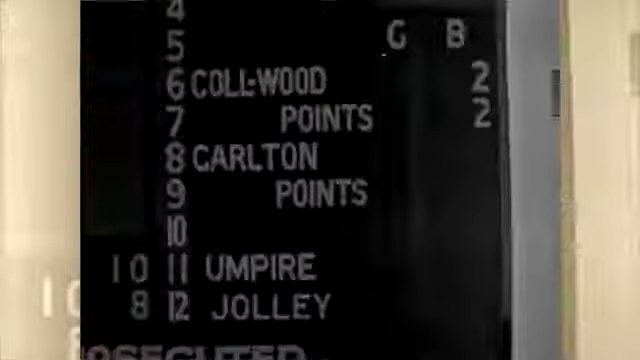 4
5 G B
6 COLL-WOOD 2
7 POINTS 2
8 CARLTON
9 POINTS
10
10 11 UMPIRE
8 12 JOLLEY
PROSECUTED